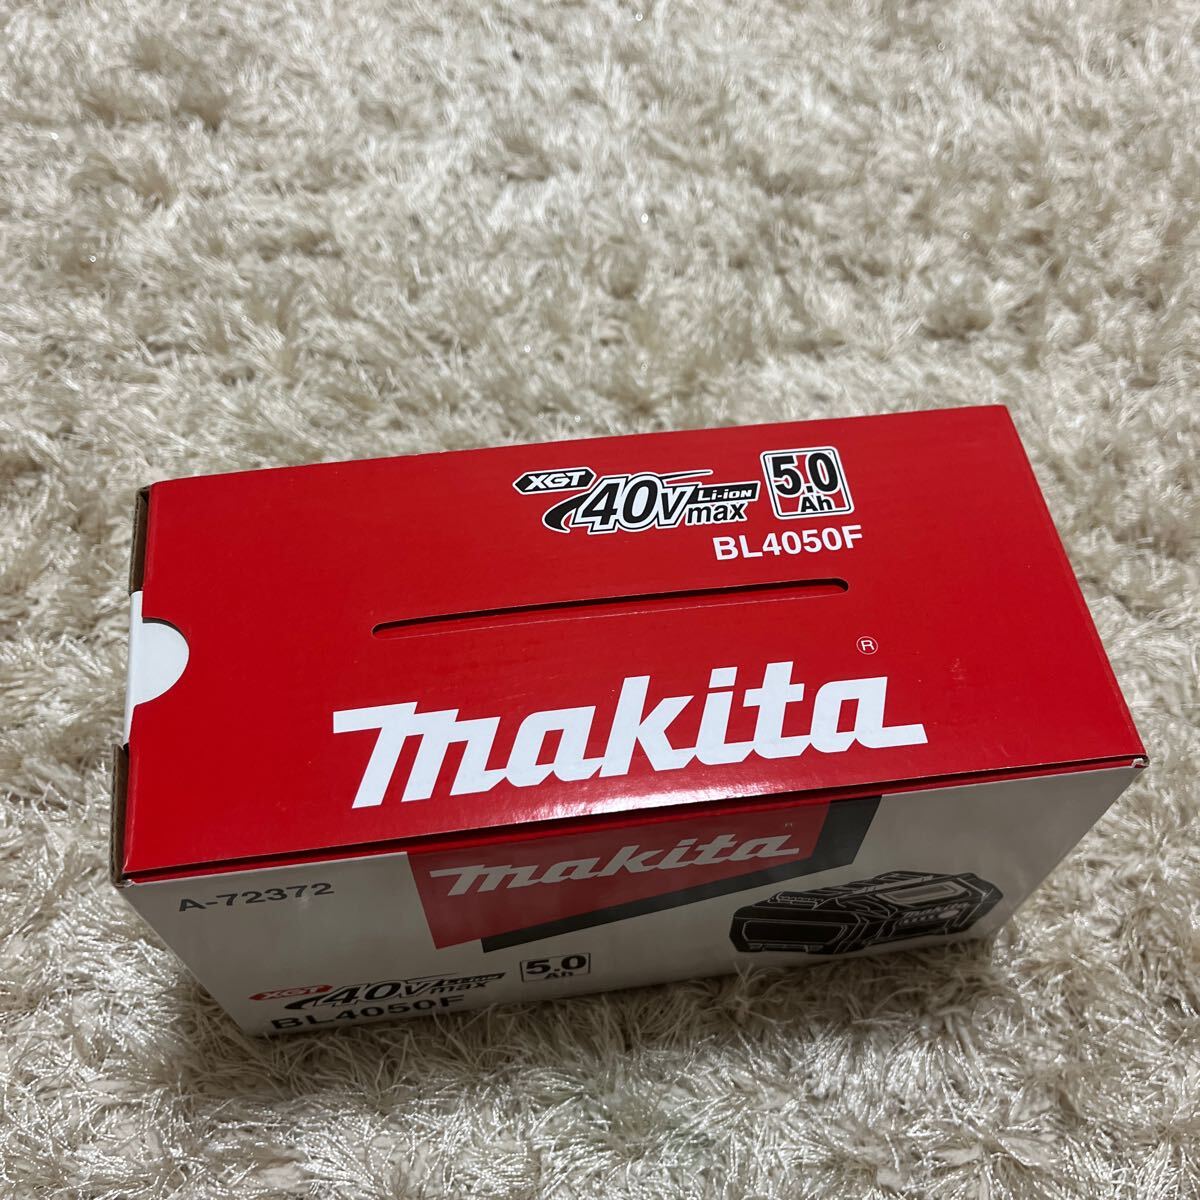 XGT 40Vmax Li-ion 5.0 Ah
BL4050F
makita®
makita®
A-72372
makita
XGT 40Vmax Li-ion 5.0 Ah
BL4050F